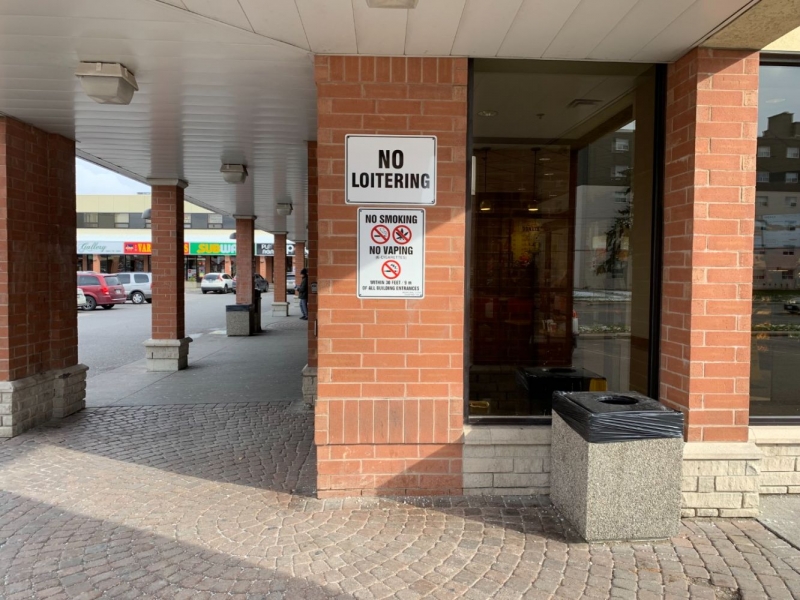 NO
LOITERING
NO SMOKING
NO VAPING
WITHIN 30 FEET / 9 m
OF ALL BUILDING ENTRANCES
Gallery
SUBWAY